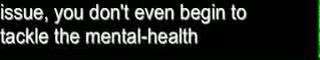 issue, you don't even begin to
tackle the mental-health